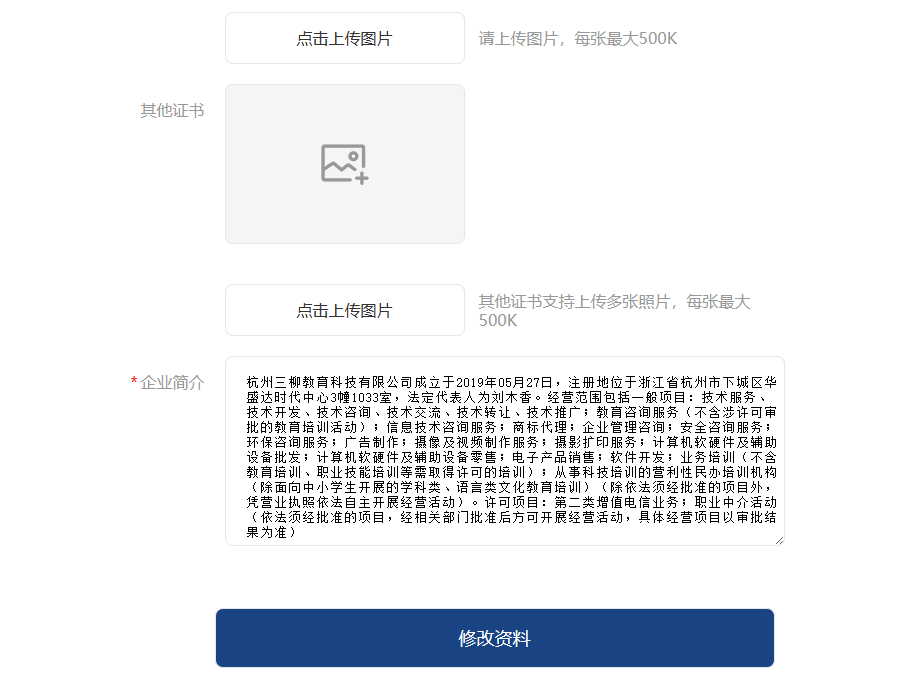 点击上传图片 请上传图片，每张最大500K
其他证书
点击上传图片 其他证书支持上传多张照片，每张最大
500K
*企业简介
杭州三柳教育科技有限公司成立于2019年05月27日，注册地位于浙江省杭州市下城区华
盛达时代中心3幢1033室，法定代表人为刘木香。经营范围包括一般项目：技术服务、
技术开发、技术咨询、技术交流、技术转让、技术推广；教育咨询服务（不含涉许可审
批的教育培训活动）；信息技术咨询服务；商标代理；企业管理咨询；安全咨询服务；
环保咨询服务；广告制作；摄像及视频制作服务；摄影扩印服务；计算机软硬件及辅助
设备批发；计算机软硬件及辅助设备零售；电子产品销售；软件开发；业务培训（不含
教育培训、职业技能培训等需取得许可的培训）；从事科技培训的营利性民办培训机构
（除面向中小学生开展的学科类、语言类文化教育培训）（除依法须经批准的项目外，
凭营业执照依法自主开展经营活动）。许可项目：第二类增值电信业务；职业中介活动
（依法须经批准的项目，经相关部门批准后方可开展经营活动，具体经营项目以审批结
果为准）
修改资料